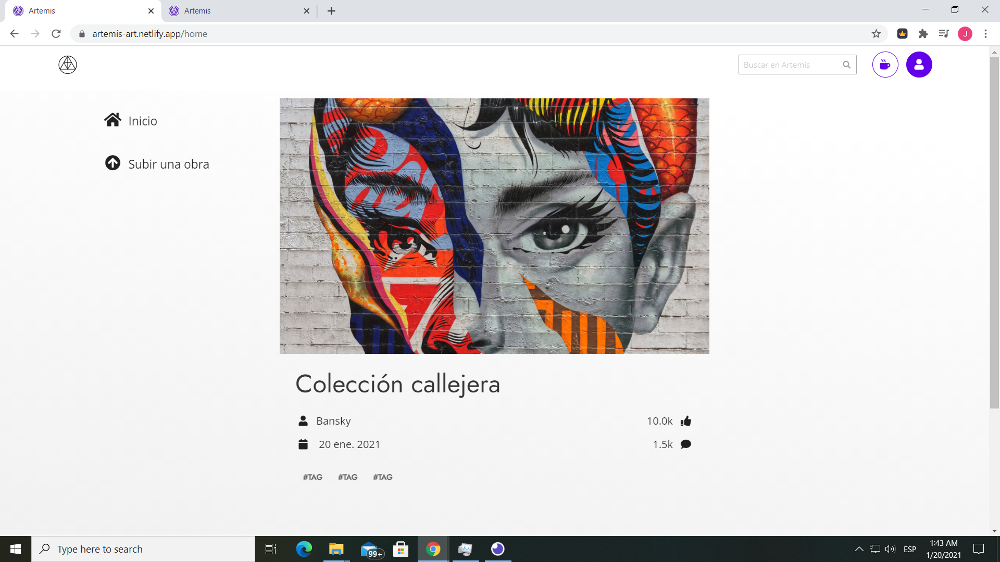 Artemis
Artemis
artemis-art.netlify.app/home
J
Buscar en Artemis
Inicio
Subir una obra
Colección callejera
Bansky
10.0k
20 ene. 2021
1.5k
#TAG #TAG #TAG
Type here to search
99+
ESP
1:43 AM
1/20/2021